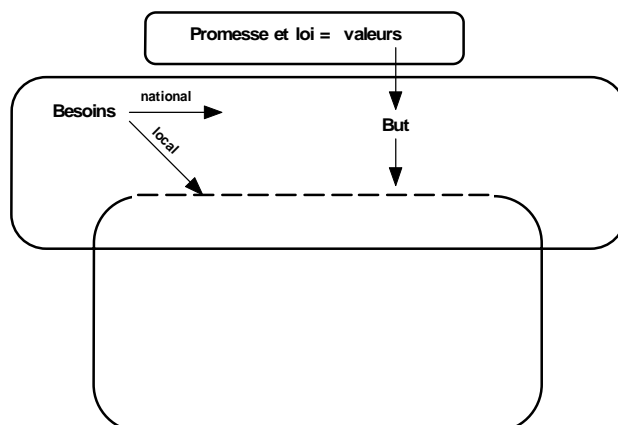 Promesse et loi = valeurs
national
Besoins
local
But